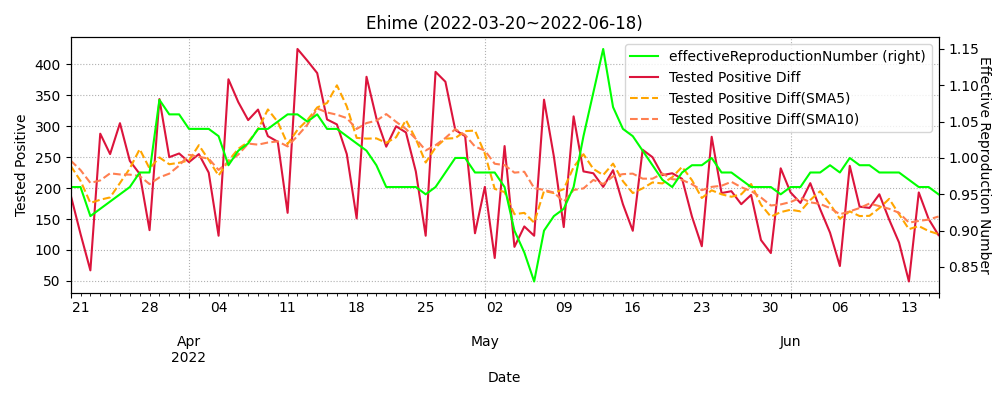 Ehime (2022-03-20~2022-06-18)
effectiveReproductionNumber (right)
Tested Positive Diff
Tested Positive Diff(SMA5)
Tested Positive Diff(SMA10)
Tested Positive
400
350
300
250
200
150
100
50
1.15
1.10
1.05
1.00
0.95
0.90
0.85
Effective Reproduction Number
21 28 04 11 18 25 02 09 16 23 30 06 13
Apr May Jun
2022
Date